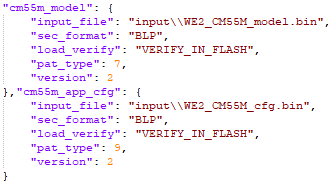 "cm55m_model": {
"input_file": "input\\WE2_CM55M_model.bin",
"sec_format": "BLP",
"load_verify": "VERIFY_IN_FLASH",
"pat_type": 7,
"version": 2
},"cm55m_app_cfg": {
"input_file": "input\\WE2_CM55M_cfg.bin",
"sec_format": "BLP",
"load_verify": "VERIFY_IN_FLASH",
"pat_type": 9,
"version": 2
}